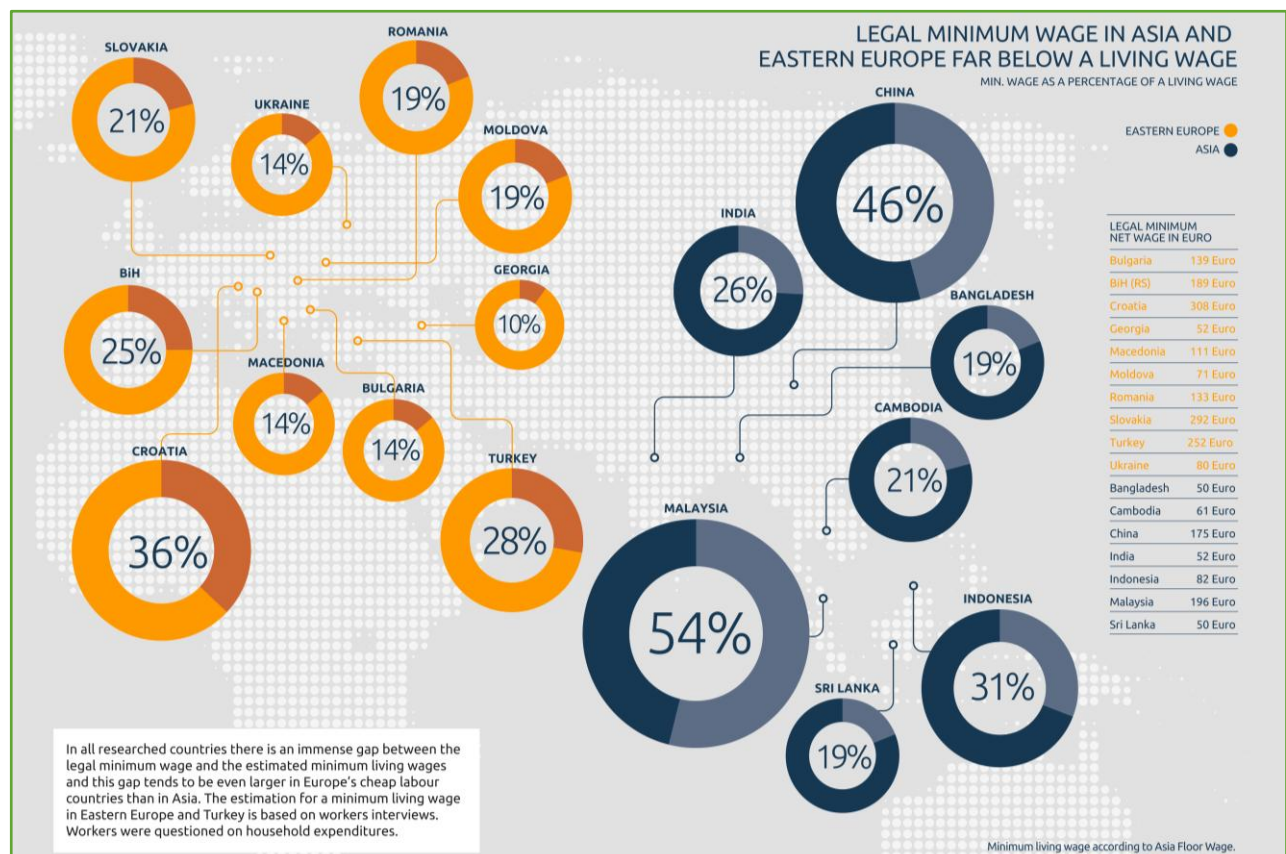 LEGAL MINIMUM WAGE IN ASIA AND
EASTERN EUROPE FAR BELOW A LIVING WAGE
MIN. WAGE AS A PERCENTAGE OF A LIVING WAGE
EASTERN EUROPE
ASIA
SLOVAKIA
21%
UKRAINE
14%
ROMANIA
19%
MOLDOVA
19%
GEORGIA
10%
BiH
25%
MACEDONIA
14%
BULGARIA
14%
CROATIA
36%
TURKEY
28%
CHINA
46%
INDIA
26%
BANGLADESH
19%
CAMBODIA
21%
MALAYSIA
54%
SRI LANKA
19%
INDONESIA
31%
LEGAL MINIMUM
NET WAGE IN EURO
Bulgaria 139 Euro
BiH (RS) 189 Euro
Croatia 308 Euro
Georgia 52 Euro
Macedonia 111 Euro
Moldova 71 Euro
Romania 133 Euro
Slovakia 292 Euro
Turkey 252 Euro
Ukraine 80 Euro
Bangladesh 50 Euro
Cambodia 61 Euro
China 175 Euro
India 52 Euro
Indonesia 82 Euro
Malaysia 196 Euro
Sri Lanka 50 Euro
In all researched countries there is an immense gap between the
legal minimum wage and the estimated minimum living wages
and this gap tends to be even larger in Europe's cheap labour
countries than in Asia. The estimation for a minimum living wage
in Eastern Europe and Turkey is based on workers interviews.
Workers were questioned on household expenditures.
Minimum living wage according to Asia Floor Wage.